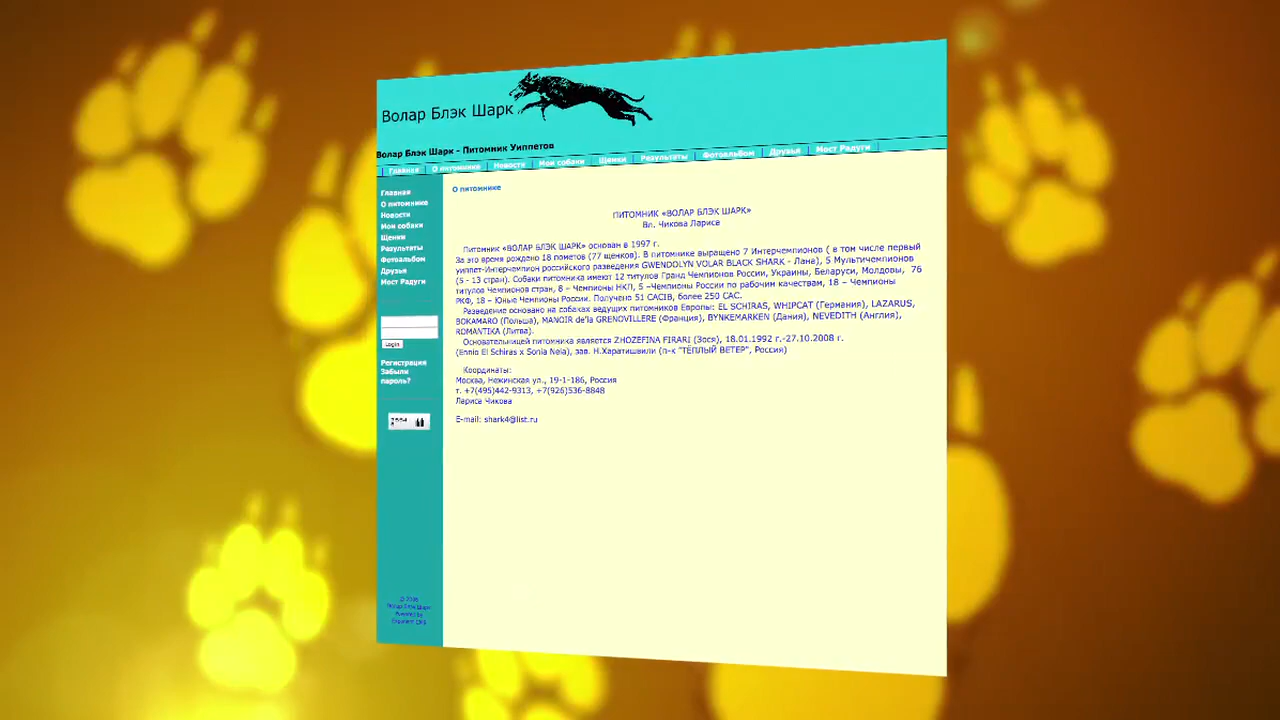 Волар Блэк Шарк
Волар Блэк Шарк - Питомник Уиппетов
Главная О питомнике Новости Мои собаки Щенки Результаты Фотоальбом Друзья Мост Радуги
Главная
О питомнике
Новости
Мои собаки
Щенки
Результаты
Фотоальбом
Друзья
Мост Радуги
Login
Регистрация
Забыли
пароль?
О питомнике
ПИТОМНИК «ВОЛАР БЛЭК ШАРК»
Вл. Чикова Лариса
Питомник «ВОЛАР БЛЭК ШАРК» основан в 1997 г.
За это время рождено 18 пометов (77 щенков). В питомнике выращено 7 Интерчемпионов ( в том числе первый
уиппет-Интерчемпион российского разведения GWENDOLYN VOLAR BLACK SHARK - Лана), 5 Мультичемпионов
(5 - 13 стран). Собаки питомника имеют 12 титулов Гранд Чемпионов России, Украины, Беларуси, Молдовы, 76
титулов Чемпионов стран, 8 – Чемпионы НКП, 5 –Чемпионы России по рабочим качествам, 18 – Чемпионы
РКФ, 18 – Юные Чемпионы России. Получено 51 CACIB, более 250 САС.
Разведение основано на собаках ведущих питомников Европы: EL SCHIRAS, WHIPCAT (Германия), LAZARUS,
BOKAMARO (Польша), MANOIR de'la GRENOVILLERE (Франция), BYNKEMARKEN (Дания), NEVEDITH (Англия),
ROMANTIKA (Литва).
Основательницей питомника является ZHOZEFINA FIRARI (Зося), 18.01.1992 г.-27.10.2008 г.
(Ennio El Schiras x Sonia Nela), зав. Н.Харатишвили (п-к "ТЁПЛЫЙ ВЕТЕР", Россия)
Координаты:
Москва, Нежинская ул., 19-1-186, Россия
т. +7(495)442-9313, +7(926)536-8848
Лариса Чикова
E-mail: shark4@list.ru
Волар Блэк Шарк